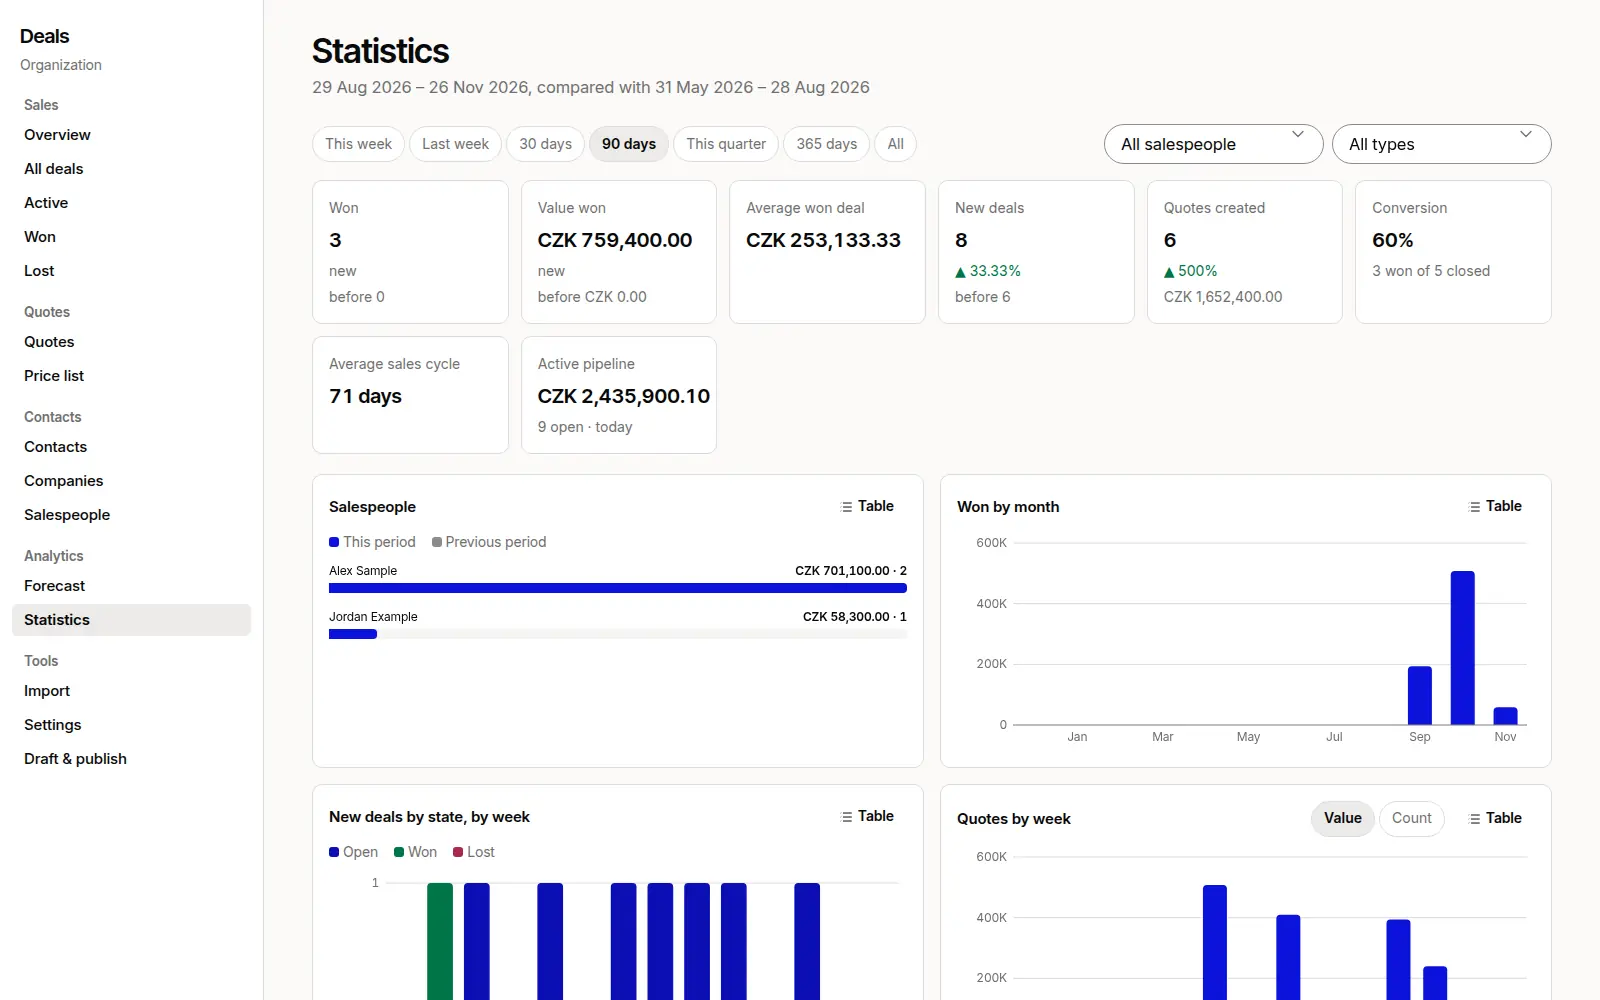 Deals
Organization
Sales
Overview
All deals
Active
Won
Lost
Quotes
Quotes
Price list
Contacts
Contacts
Companies
Salespeople
Analytics
Forecast
Statistics
Tools
Import
Settings
Draft & publish
Statistics
29 Aug 2026 – 26 Nov 2026, compared with 31 May 2026 – 28 Aug 2026
This week
Last week
30 days
90 days
This quarter
365 days
All
All salespeople
All types
Won
3
new
before 0
Value won
CZK 759,400.00
new
before CZK 0.00
Average won deal
CZK 253,133.33
New deals
8
▲ 33.33%
before 6
Quotes created
6
▲ 500%
CZK 1,652,400.00
Conversion
60%
3 won of 5 closed
Average sales cycle
71 days
Active pipeline
CZK 2,435,900.10
9 open · today
Salespeople
Table
This period
Previous period
Alex Sample
CZK 701,100.00 · 2
Jordan Example
CZK 58,300.00 · 1
Won by month
Table
600K
400K
200K
0
Jan
Mar
May
Jul
Sep
Nov
New deals by state, by week
Table
Open
Won
Lost
1
Quotes by week
Value
Count
Table
600K
400K
200K